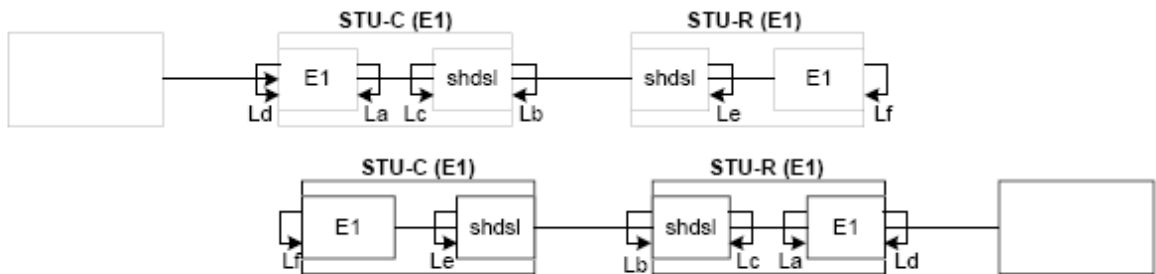 STU-C (E1) STU-R (E1)
E1 shdsl shdsl E1
Ld La Lc Lb Le Lf
STU-C (E1) STU-R (E1)
E1 shdsl shdsl E1
Lf Le Lb Lc La Ld